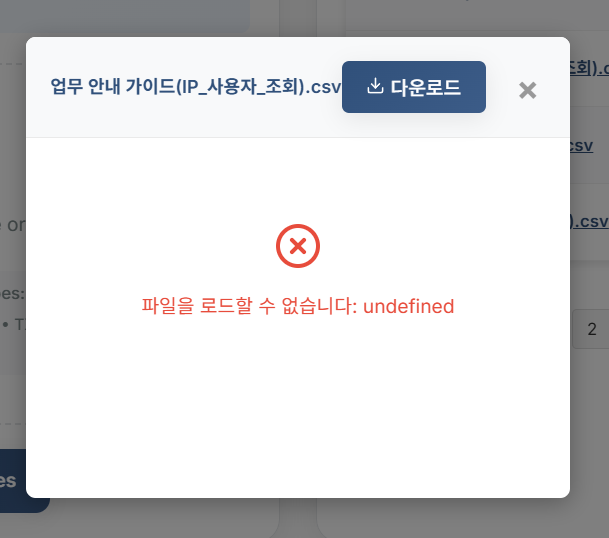 업무 안내 가이드(IP_사용자_조회).csv
다운로드
파일을 로드할 수 없습니다: undefined
조회).c
csv
).csv
e or
es:
• T
2
es